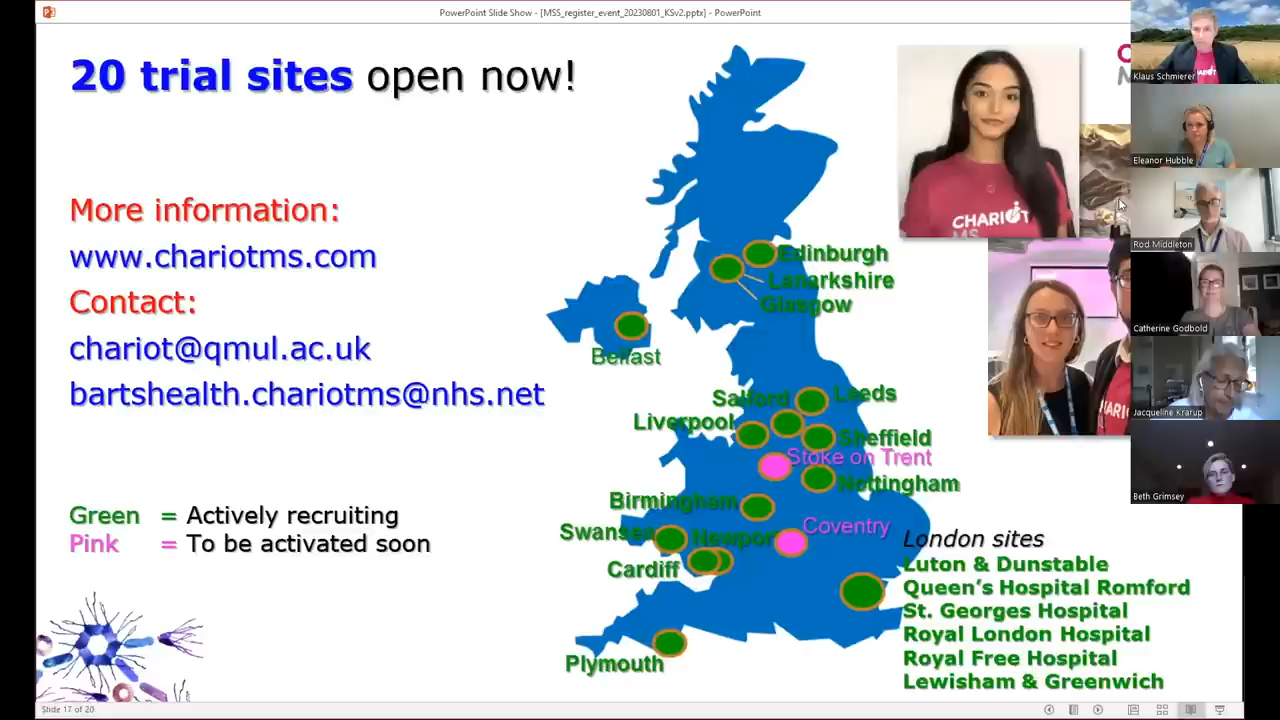 PowerPoint Slide Show - [MSS_register_event_20230801_KSv2.pptx] - PowerPoint
20 trial sites open now!
More information:
www.chariotms.com
Contact:
chariot@qmul.ac.uk
bartshealth.chariotms@nhs.net
Green = Actively recruiting
Pink = To be activated soon
Edinburgh
Lanarkshire
Glasgow
Belfast
Salford
Leeds
Liverpool
Sheffield
Stoke on Trent
Nottingham
Birmingham
Coventry
Swansea
Newport
Cardiff
Plymouth
London sites
Luton & Dunstable
Queen's Hospital Romford
St. Georges Hospital
Royal London Hospital
Royal Free Hospital
Lewisham & Greenwich
CHARIOT
MS
Klaus Schmierer
CHARIOT
Eleanor Hubble
Rod Middleton
Catherine Godbold
Jacqueline Krarup
Beth Grimsey
Slide 17 of 20